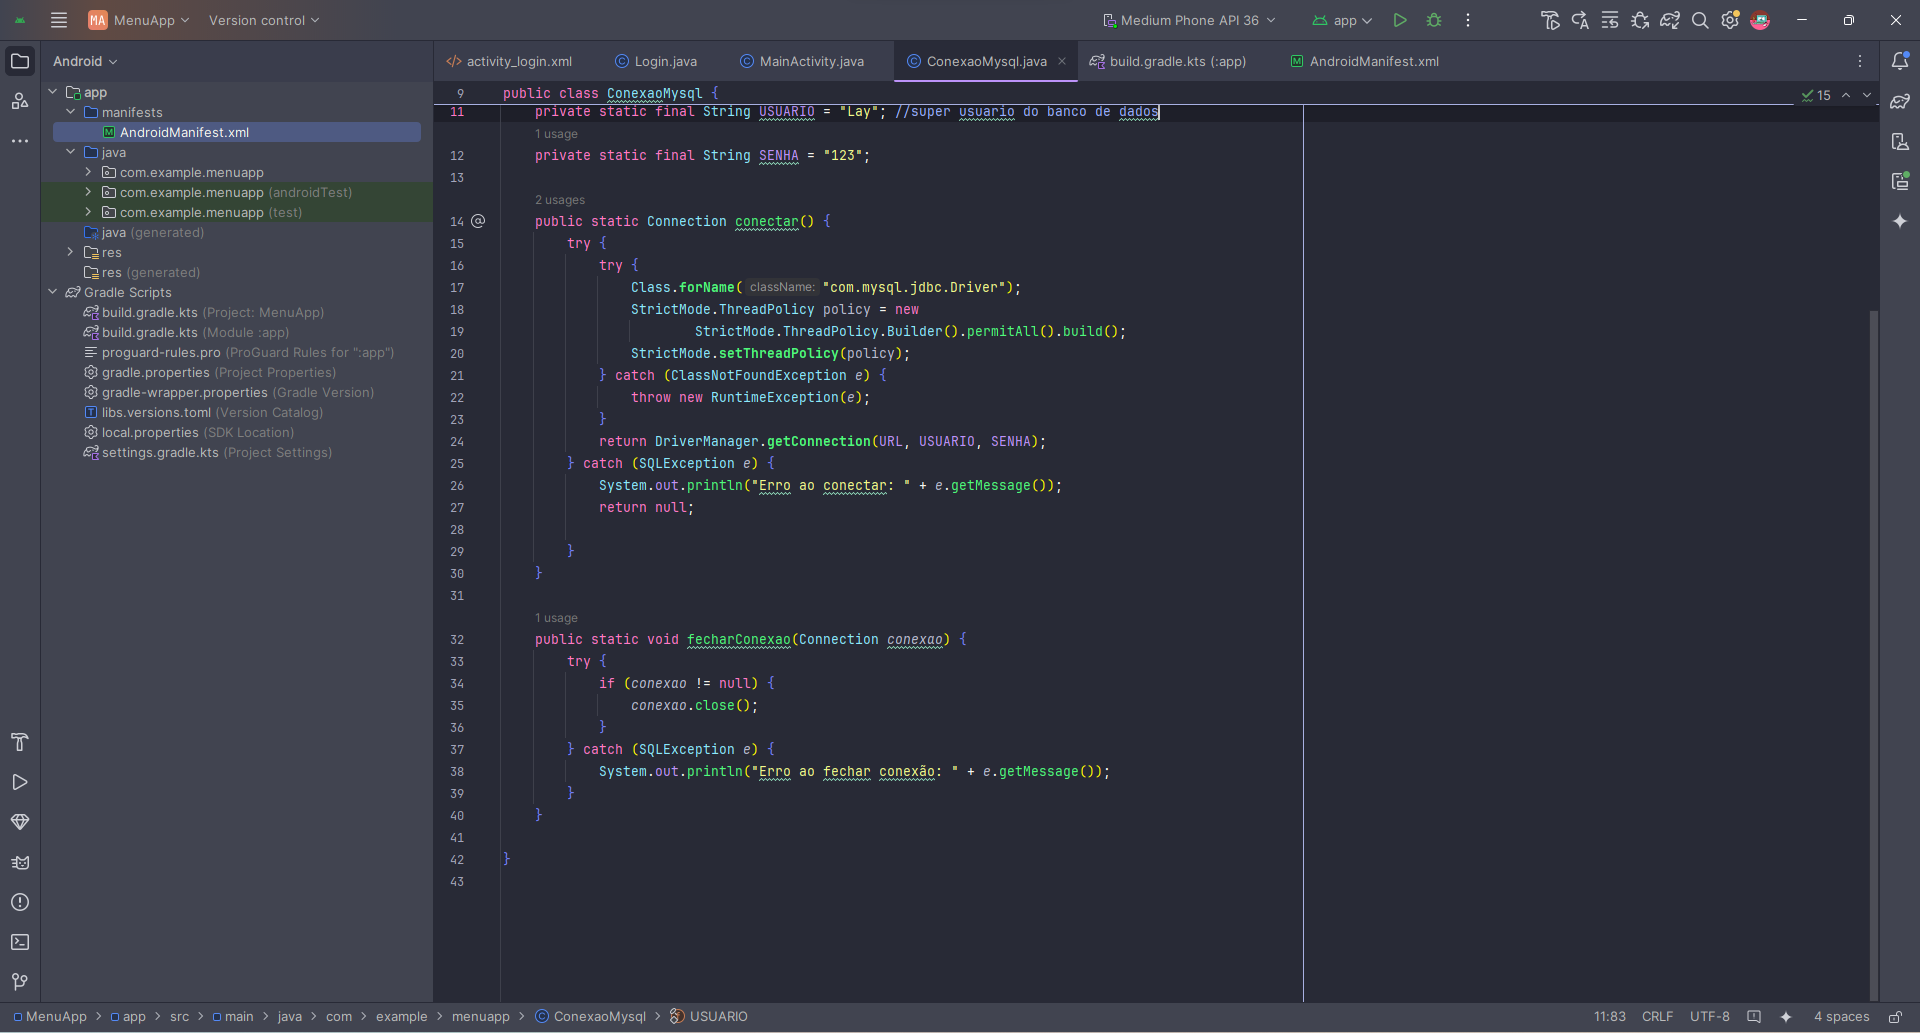 MA MenuApp Version control Medium Phone API 36 app
Android
activity_login.xml Login.java MainActivity.java ConexaoMysql.java build.gradle.kts (:app) AndroidManifest.xml
app
manifests
AndroidManifest.xml
java
com.example.menuapp
com.example.menuapp (androidTest)
com.example.menuapp (test)
java (generated)
res
res (generated)
Gradle Scripts
build.gradle.kts (Project: MenuApp)
build.gradle.kts (Module :app)
proguard-rules.pro (ProGuard Rules for ":app")
gradle.properties (Project Properties)
gradle-wrapper.properties (Gradle Version)
libs.versions.toml (Version Catalog)
local.properties (SDK Location)
settings.gradle.kts (Project Settings)
9 public class ConexaoMysql {
15
11 private static final String USUARIO = "Lay"; //super usuario do banco de dados
1 usage
12 private static final String SENHA = "123";
13
2 usages
14 public static Connection conectar() {
15 try {
16 try {
17 Class.forName( className: "com.mysql.jdbc.Driver");
18 StrictMode.ThreadPolicy policy = new
19 StrictMode.ThreadPolicy.Builder().permitAll().build();
20 StrictMode.setThreadPolicy(policy);
21 } catch (ClassNotFoundException e) {
22 throw new RuntimeException(e);
23 }
24 return DriverManager.getConnection(URL, USUARIO, SENHA);
25 } catch (SQLException e) {
26 System.out.println("Erro ao conectar: " + e.getMessage());
27 return null;
28
29 }
30 }
31
1 usage
32 public static void fecharConexao(Connection conexao) {
33 try {
34 if (conexao != null) {
35 conexao.close();
36 }
37 } catch (SQLException e) {
38 System.out.println("Erro ao fechar conexão: " + e.getMessage());
39 }
40 }
41
42 }
43
MenuApp > app > src > main > java > com > example > menuapp > ConexaoMysql > USUARIO 11:83 CRLF UTF-8 4 spaces